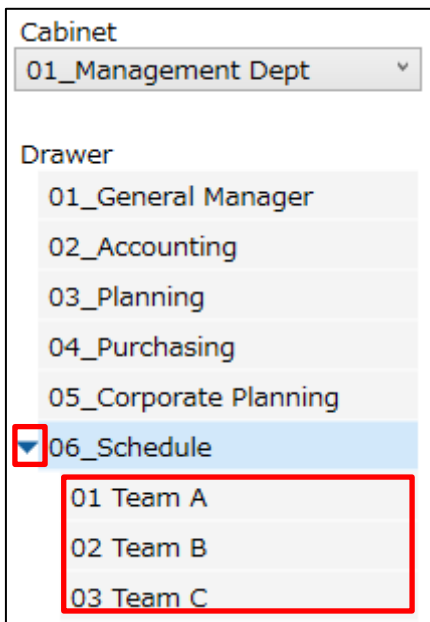 Cabinet
01_Management Dept
Drawer
01_General Manager
02_Accounting
03_Planning
04_Purchasing
05_Corporate Planning
06_Schedule
01 Team A
02 Team B
03 Team C